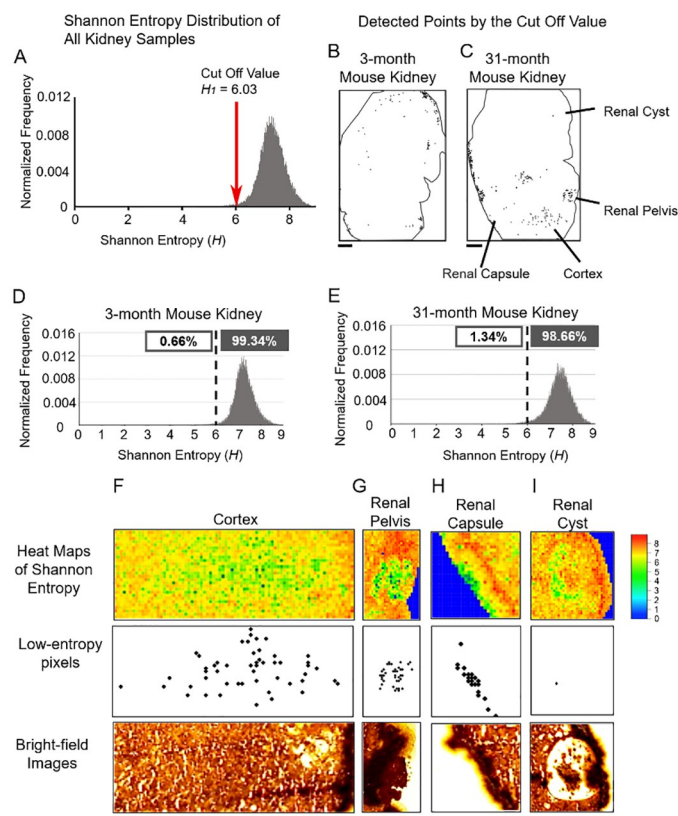 Shannon Entropy Distribution of
All Kidney Samples
Detected Points by the Cut Off Value
A
Cut Off Value
H1 = 6.03
Normalized Frequency
0.012
0.008
0.004
0
0 2 4 6 8
Shannon Entropy (H)
B
3-month
Mouse Kidney
C
31-month
Mouse Kidney
Renal Cyst
Renal Pelvis
Renal Capsule
Cortex
D
3-month Mouse Kidney
Normalized Frequency
0.016
0.012
0.008
0.004
0
0.66%
99.34%
0 1 2 3 4 5 6 7 8 9
Shannon Entropy (H)
E
31-month Mouse Kidney
Normalized Frequency
0.016
0.012
0.008
0.004
0
1.34%
98.66%
0 1 2 3 4 5 6 7 8 9
Shannon Entropy (H)
F
Cortex
G
Renal
Pelvis
H
Renal
Capsule
I
Renal
Cyst
Heat Maps
of Shannon
Entropy
8
7
6
5
4
3
2
1
0
Low-entropy
pixels
Bright-field
Images